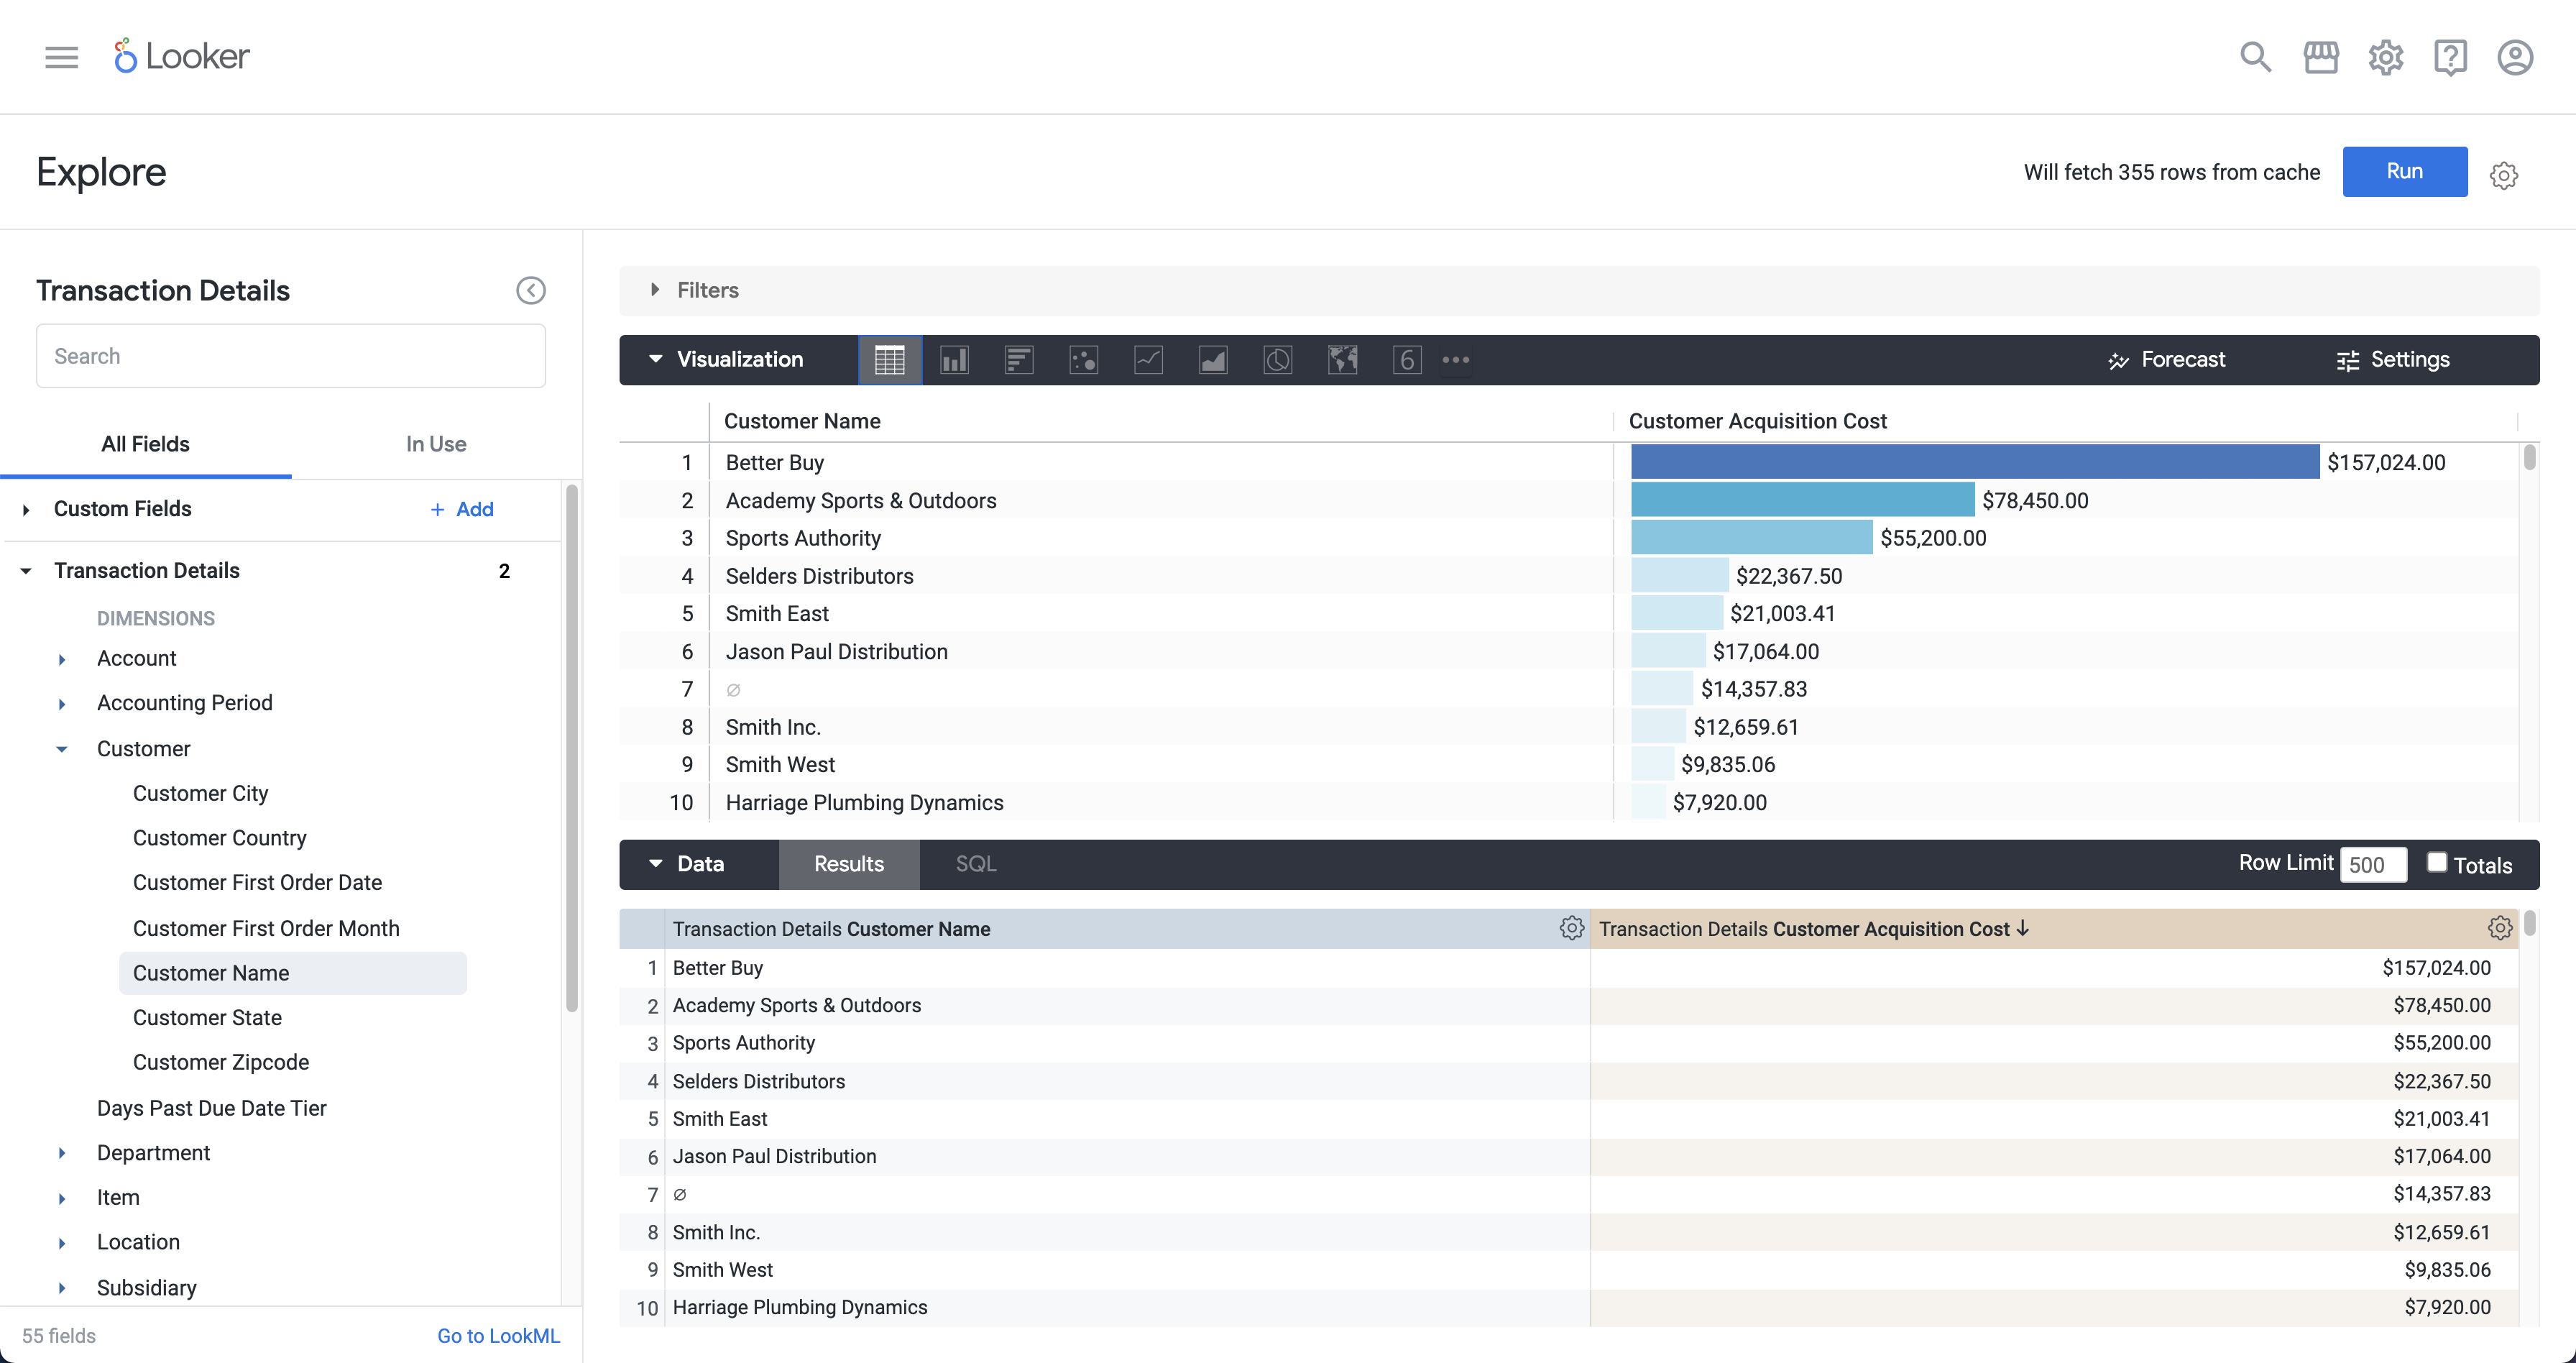 Looker
Explore
Will fetch 355 rows from cache
Run
Transaction Details
Search
All Fields
In Use
Custom Fields
+ Add
Transaction Details
2
DIMENSIONS
Account
Accounting Period
Customer
Customer City
Customer Country
Customer First Order Date
Customer First Order Month
Customer Name
Customer State
Customer Zipcode
Days Past Due Date Tier
Department
Item
Location
Subsidiary
55 fields
Go to LookML
Filters
Visualization
6
Forecast
Settings
Customer Name Customer Acquisition Cost
1 Better Buy $157,024.00
2 Academy Sports & Outdoors $78,450.00
3 Sports Authority $55,200.00
4 Selders Distributors $22,367.50
5 Smith East $21,003.41
6 Jason Paul Distribution $17,064.00
7 ∅ $14,357.83
8 Smith Inc. $12,659.61
9 Smith West $9,835.06
10 Harriage Plumbing Dynamics $7,920.00
Data
Results
SQL
Row Limit 500
Totals
Transaction Details Customer Name Transaction Details Customer Acquisition Cost ↓
1 Better Buy $157,024.00
2 Academy Sports & Outdoors $78,450.00
3 Sports Authority $55,200.00
4 Selders Distributors $22,367.50
5 Smith East $21,003.41
6 Jason Paul Distribution $17,064.00
7 ∅ $14,357.83
8 Smith Inc. $12,659.61
9 Smith West $9,835.06
10 Harriage Plumbing Dynamics $7,920.00